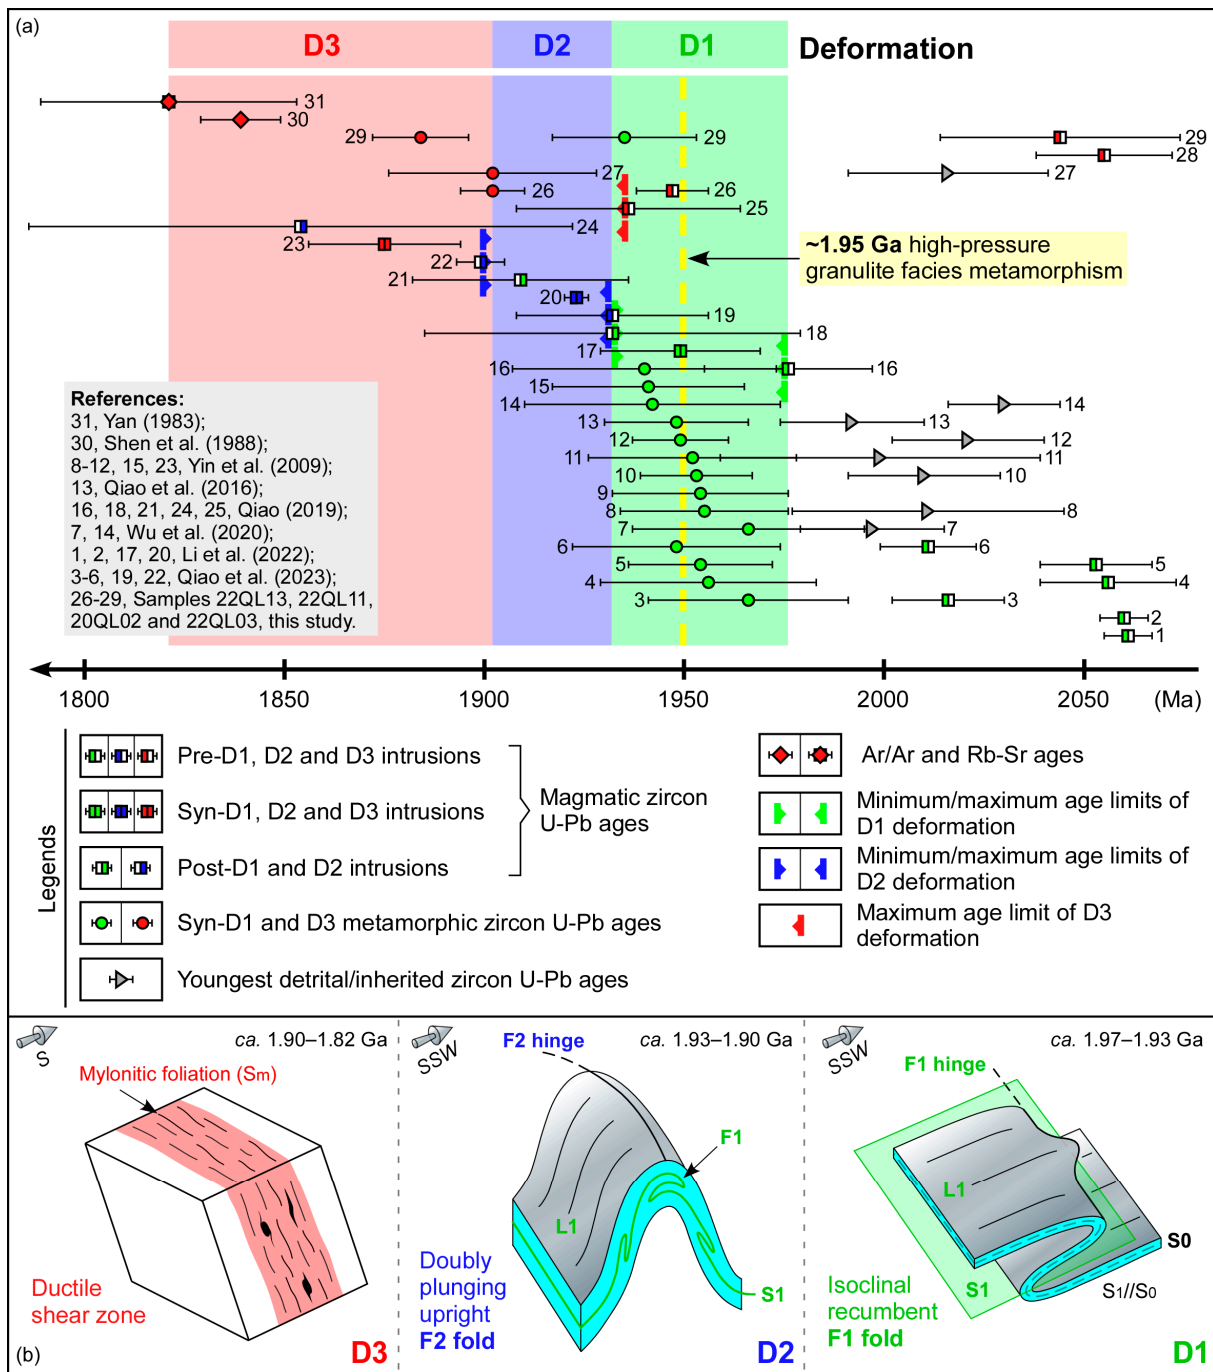 (a)
D3
D2
D1
Deformation
31
30
29
29
29
28
27
27
26
26
25
24
23
~1.95 Ga high-pressure
granulite facies metamorphism
22
21
20
19
18
17
16
16
15
14
14
13
13
12
12
11
11
10
10
9
8
8
7
7
6
6
5
5
4
4
3
3
2
1
References:
31, Yan (1983);
30, Shen et al. (1988);
8-12, 15, 23, Yin et al. (2009);
13, Qiao et al. (2016);
16, 18, 21, 24, 25, Qiao (2019);
7, 14, Wu et al. (2020);
1, 2, 17, 20, Li et al. (2022);
3-6, 19, 22, Qiao et al. (2023);
26-29, Samples 22QL13, 22QL11,
20QL02 and 22QL03, this study.
1800
1850
1900
1950
2000
2050
(Ma)
Legends
Pre-D1, D2 and D3 intrusions
Syn-D1, D2 and D3 intrusions
Post-D1 and D2 intrusions
Magmatic zircon
U-Pb ages
Syn-D1 and D3 metamorphic zircon U-Pb ages
Youngest detrital/inherited zircon U-Pb ages
Ar/Ar and Rb-Sr ages
Minimum/maximum age limits of
D1 deformation
Minimum/maximum age limits of
D2 deformation
Maximum age limit of D3
deformation
S
ca. 1.90–1.82 Ga
Mylonitic foliation (Sm)
Ductile
shear zone
D3
(b)
SSW
ca. 1.93–1.90 Ga
F2 hinge
F1
L1
S1
Doubly
plunging
upright
F2 fold
D2
SSW
ca. 1.97–1.93 Ga
F1 hinge
L1
S0
S1
S1//S0
Isoclinal
recumbent
F1 fold
D1